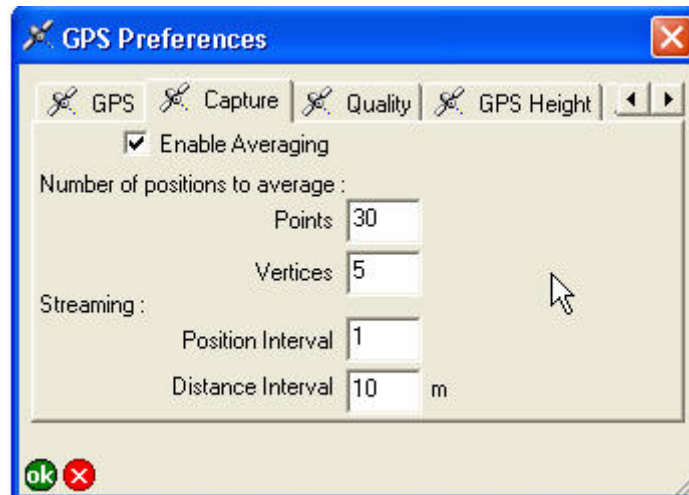 GPS Preferences
GPS Capture Quality GPS Height
Enable Averaging
Number of positions to average :
Points 30
Vertices 5
Streaming :
Position Interval 1
Distance Interval 10 m
ok